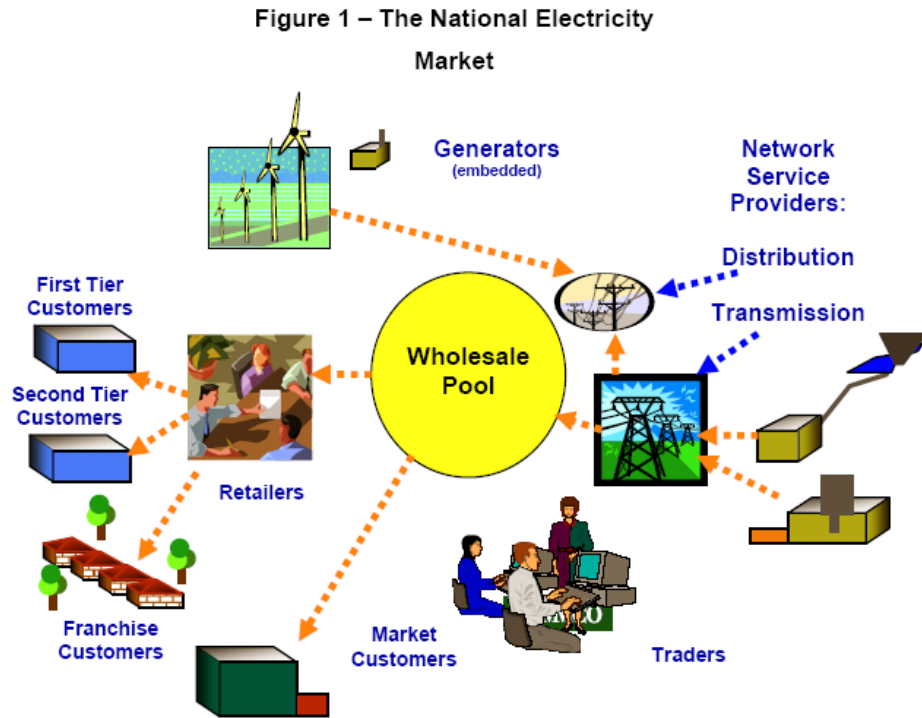 Figure 1 – The National Electricity
Market
Generators
(embedded)
Network
Service
Providers:
Distribution
Transmission
First Tier
Customers
Second Tier
Customers
Wholesale
Pool
Retailers
Franchise
Customers
Market
Customers
Traders